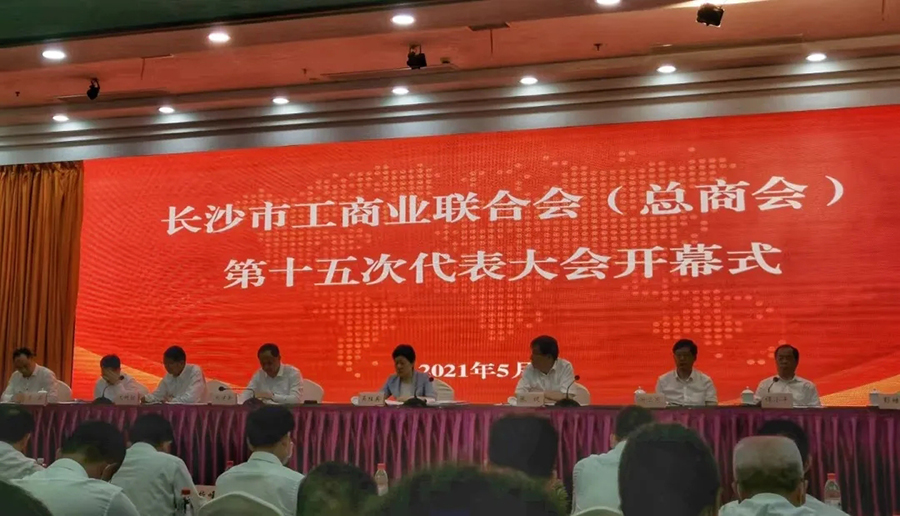 长沙市工商业联合会（总商会）
第十五次代表大会开幕式
2021年5月